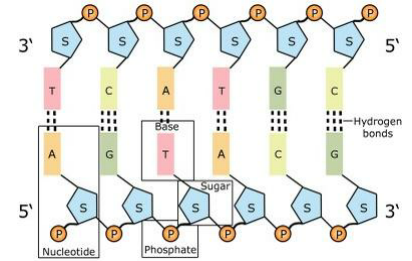 P P P P P P
3' S S S S S S 5'
T C A T G C
Hydrogen
bonds
Base
A G T A C G
Sugar
5' S S S S S S 3'
P P P P P P
Nucleotide Phosphate